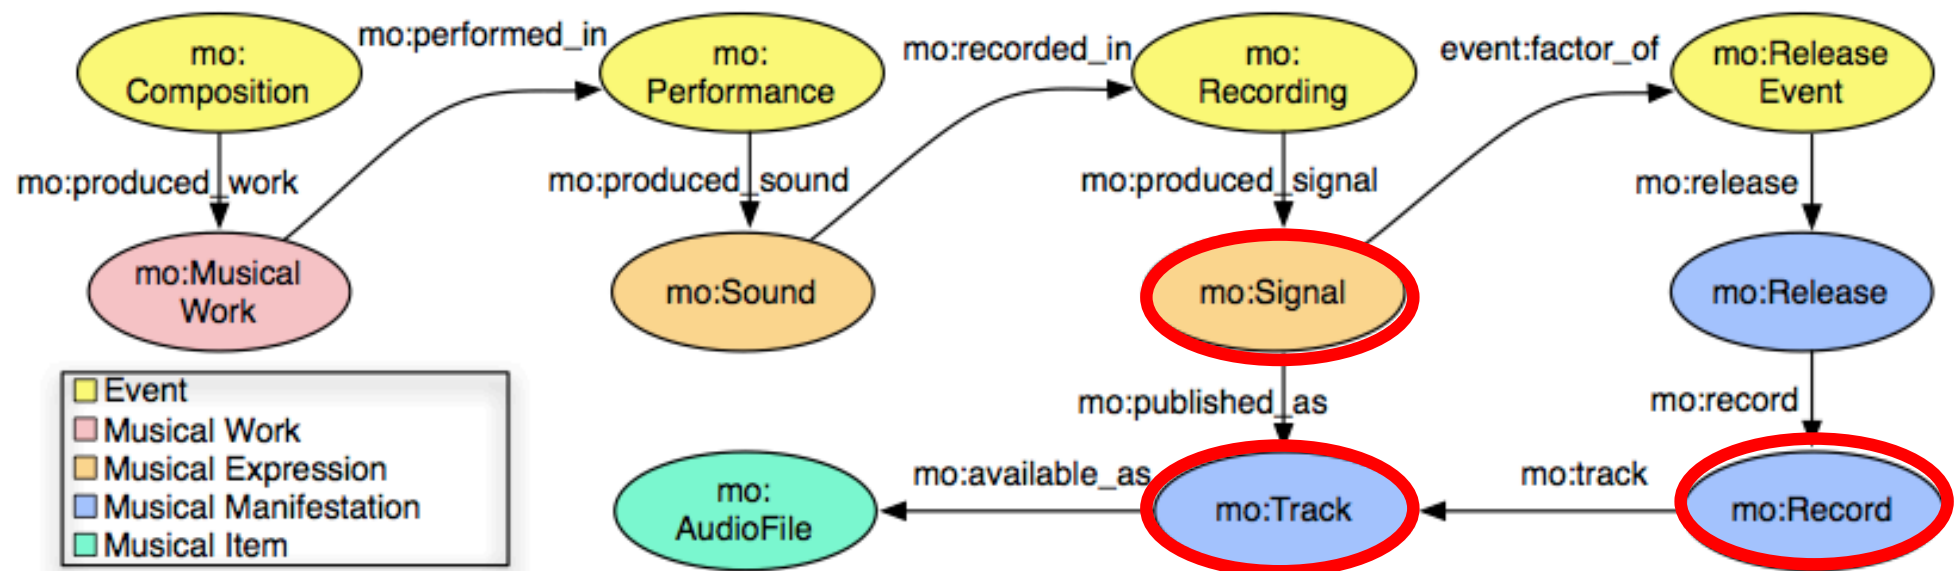 mo:
Composition
mo:performed_in
mo:
Performance
mo:recorded_in
mo:
Recording
event:factor_of
mo:Release
Event
mo:produced_work
mo:produced_sound
mo:produced_signal
mo:release
mo:Musical
Work
mo:Sound
mo:Signal
mo:Release
mo:published_as
mo:record
Event
Musical Work
Musical Expression
Musical Manifestation
Musical Item
mo:
AudioFile
mo:available_as
mo:Track
mo:track
mo:Record